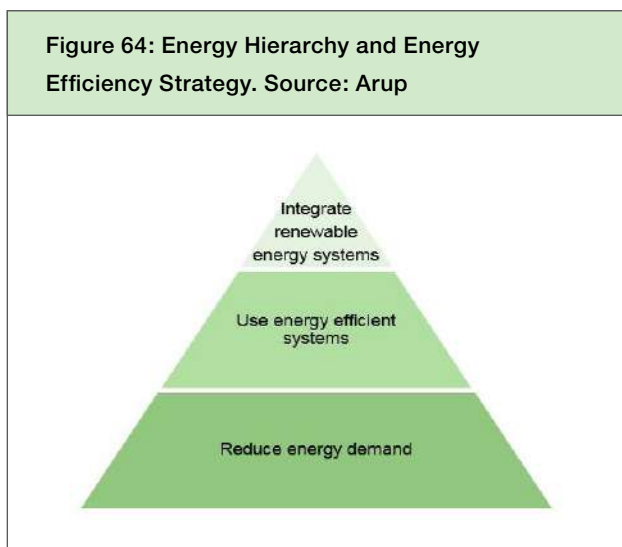 Figure 64: Energy Hierarchy and Energy
Efficiency Strategy. Source: Arup
Integrate
renewable
energy systems
Use energy efficient
systems
Reduce energy demand